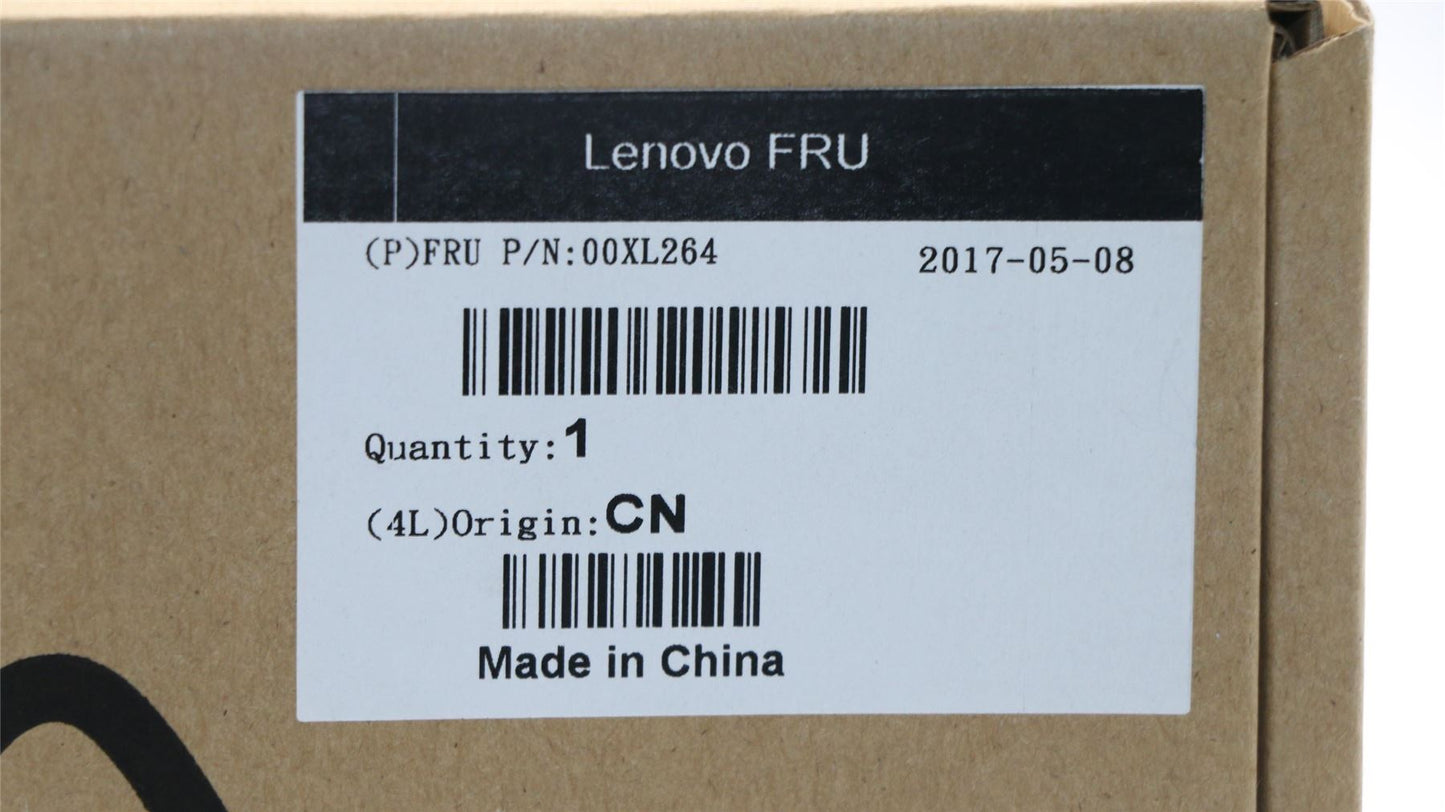 Lenovo FRU
(P)FRU P/N:00XL264
2017-05-08
Quantity:1
(4L)Origin:CN
Made in China